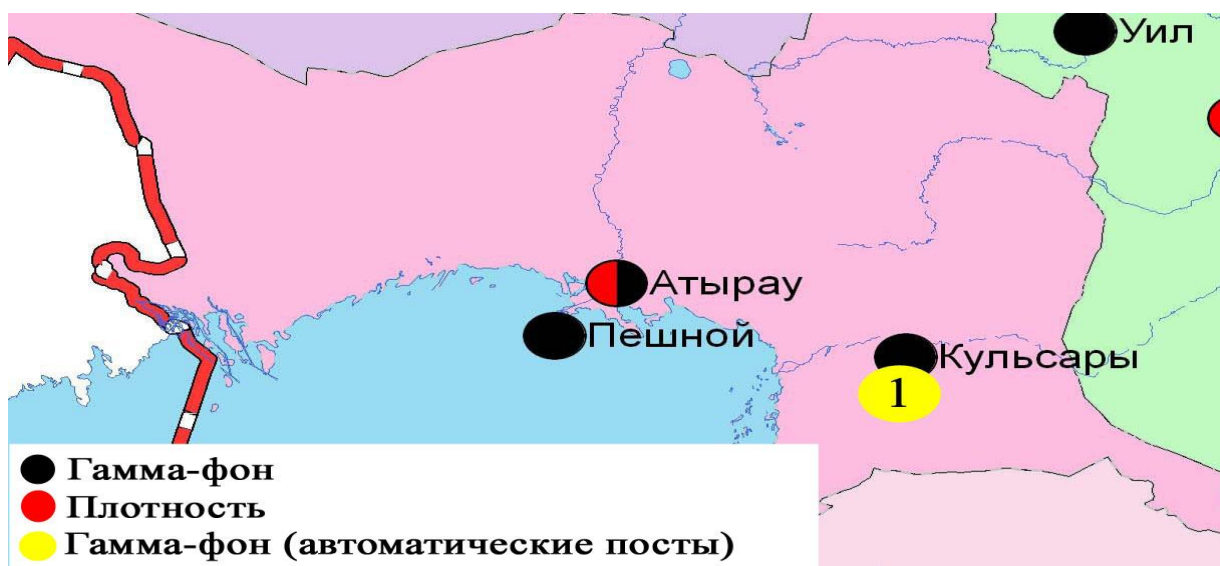 Уил
Атырау
Пешной
Кульсары
1
Гамма-фон
Плотность
Гамма-фон (автоматические посты)